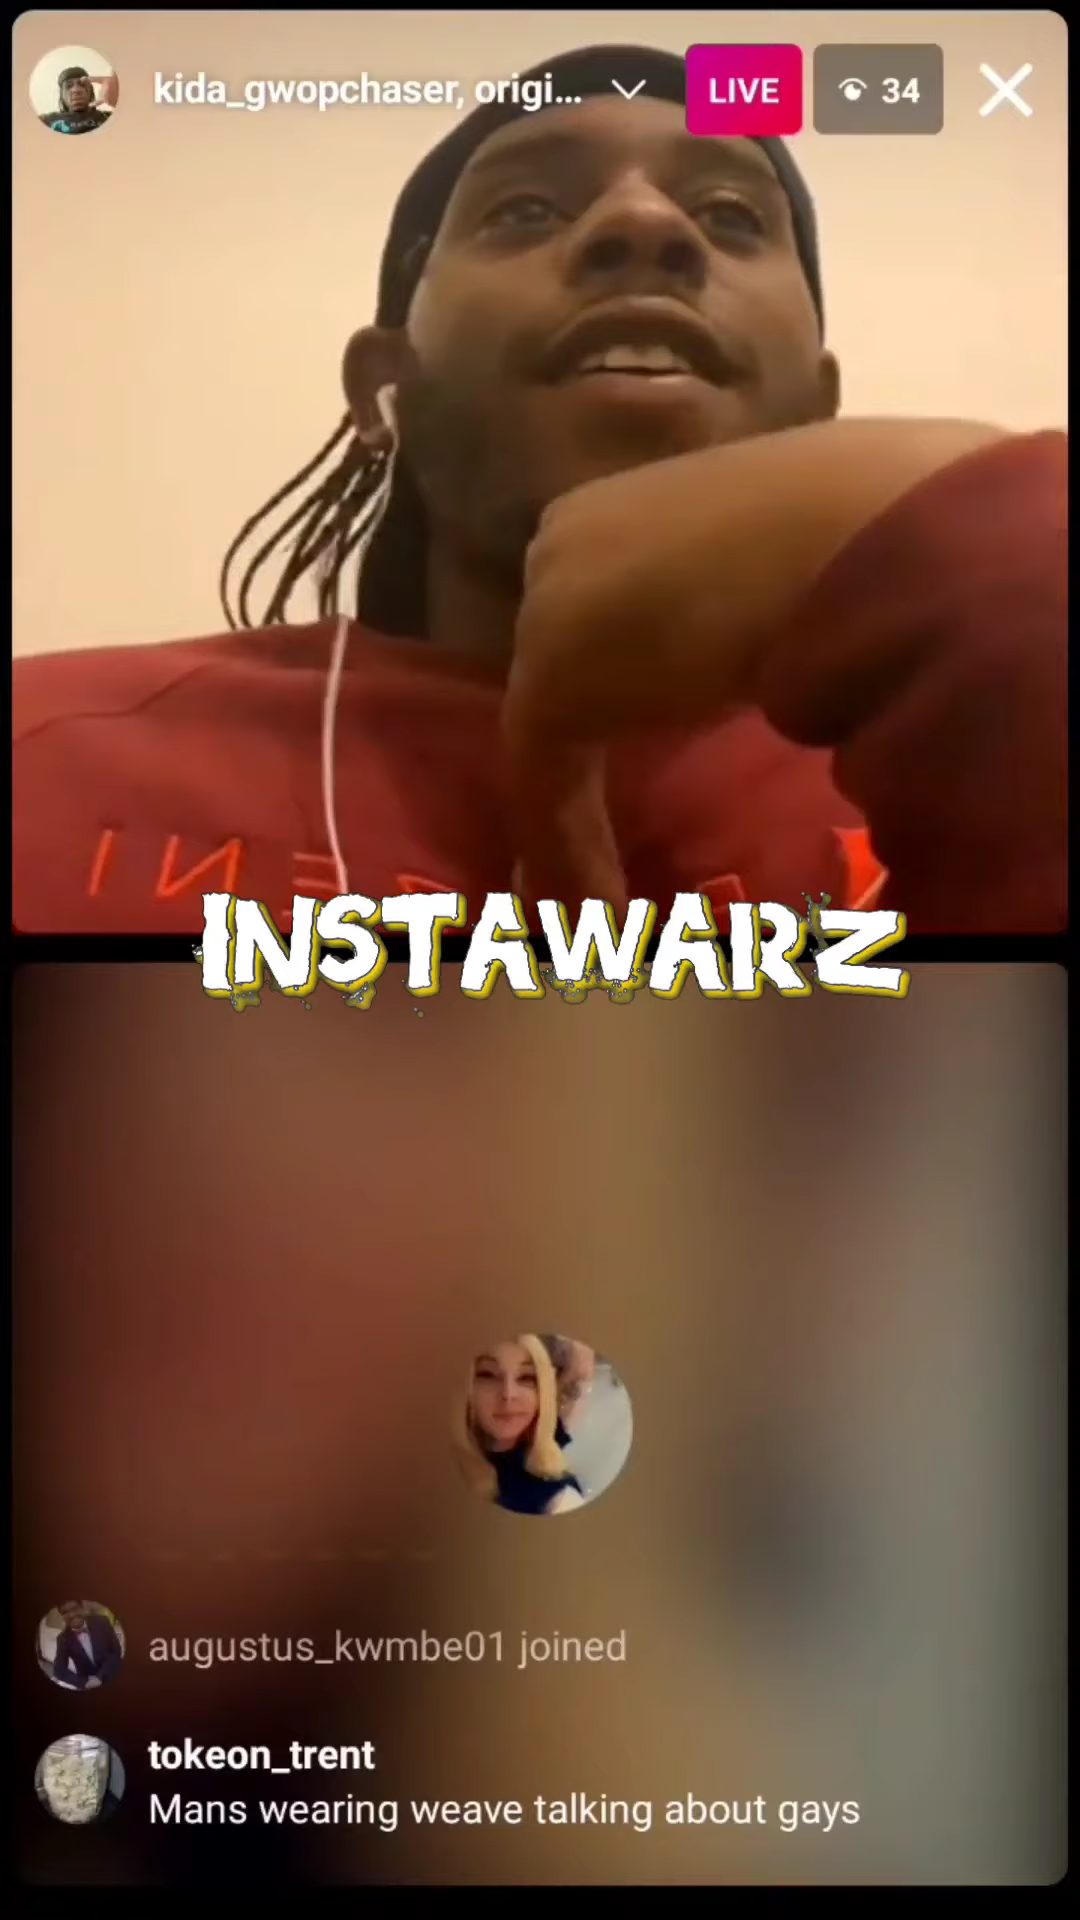 kida_gwopchaser, origi...
LIVE
34
INSTAWARZ
augustus_kwmbe01 joined
tokeon_trent
Mans wearing weave talking about gays